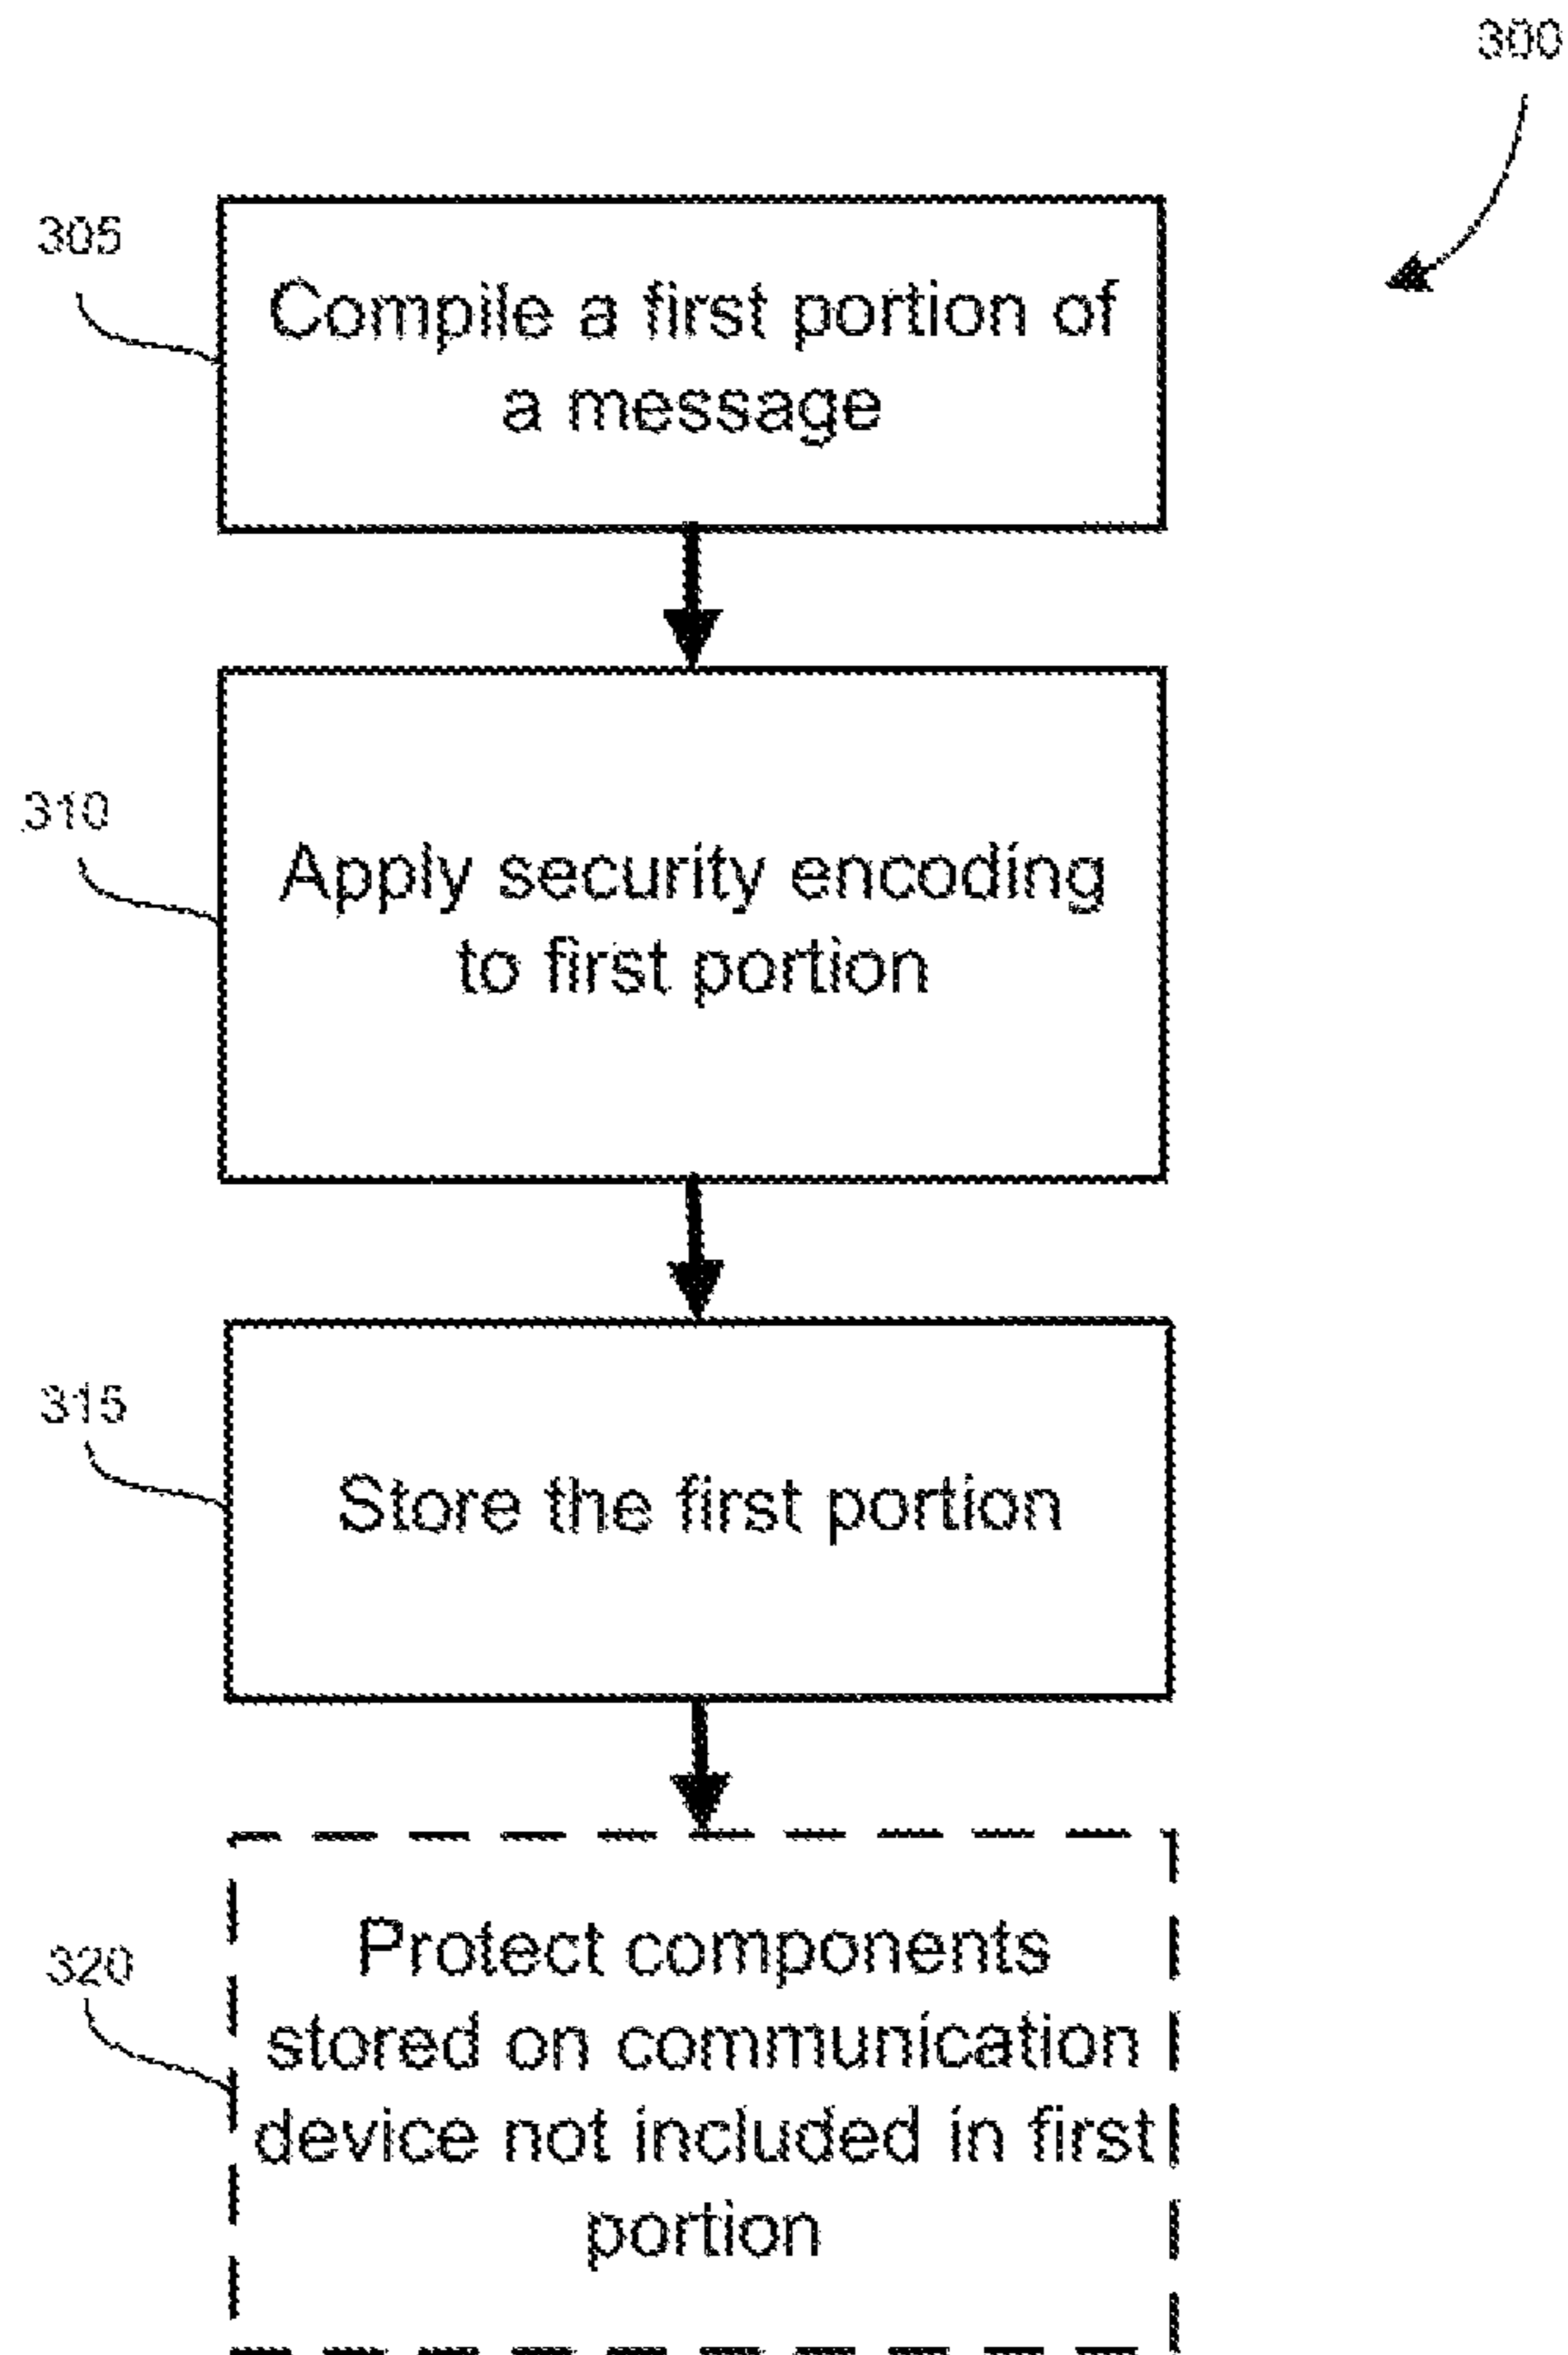 300
305
Compile a first portion of
a message
310
Apply security encoding
to first portion
315
Store the first portion
320
Protect components
stored on communication
device not included in first
portion